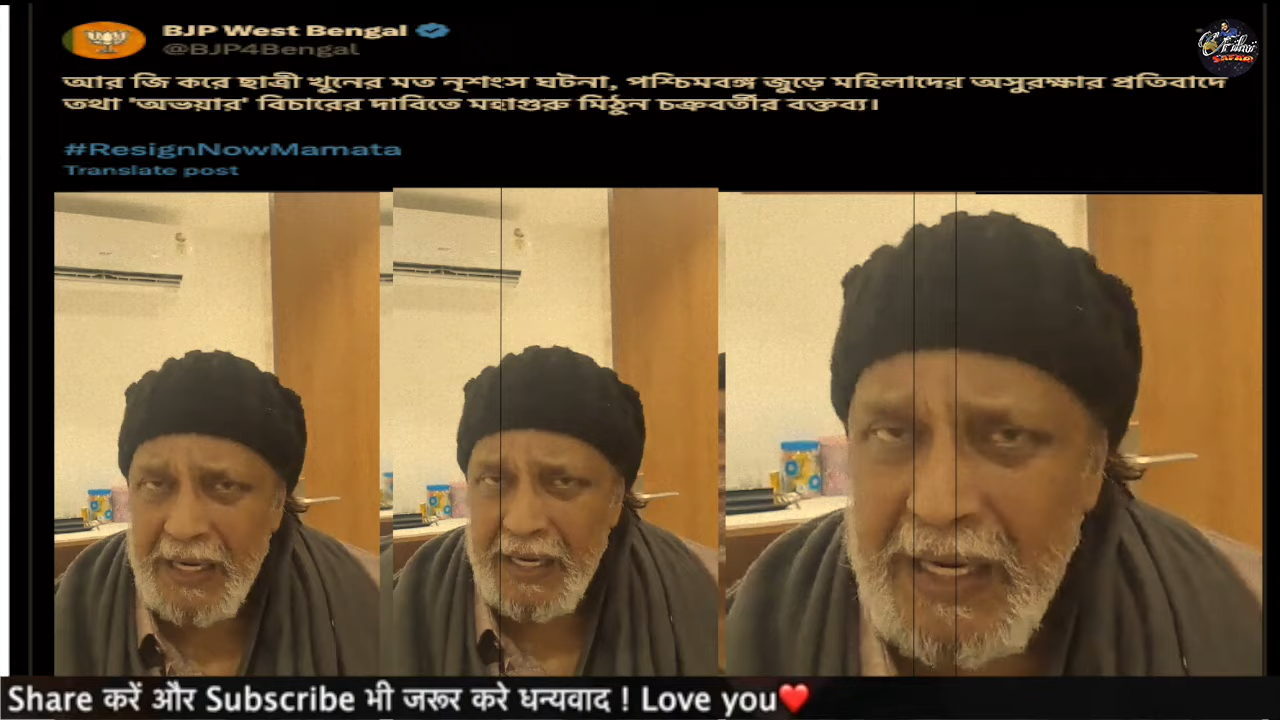 BJP West Bengal
@BJP4Bengal
আর জি করে ছাত্রী খুনের মত নৃশংস ঘটনা, পশ্চিমবঙ্গ জুড়ে মহিলাদের অসুরক্ষার প্রতিবাদে
তথা 'অভয়ার' বিচারের দাবিতে মহাগুরু মিঠুন চক্রবর্তীর বক্তব্য।
#ResignNowMamata
Translate post
Share करें और Subscribe भी जरूर करे धन्यवाद ! Love you❤️